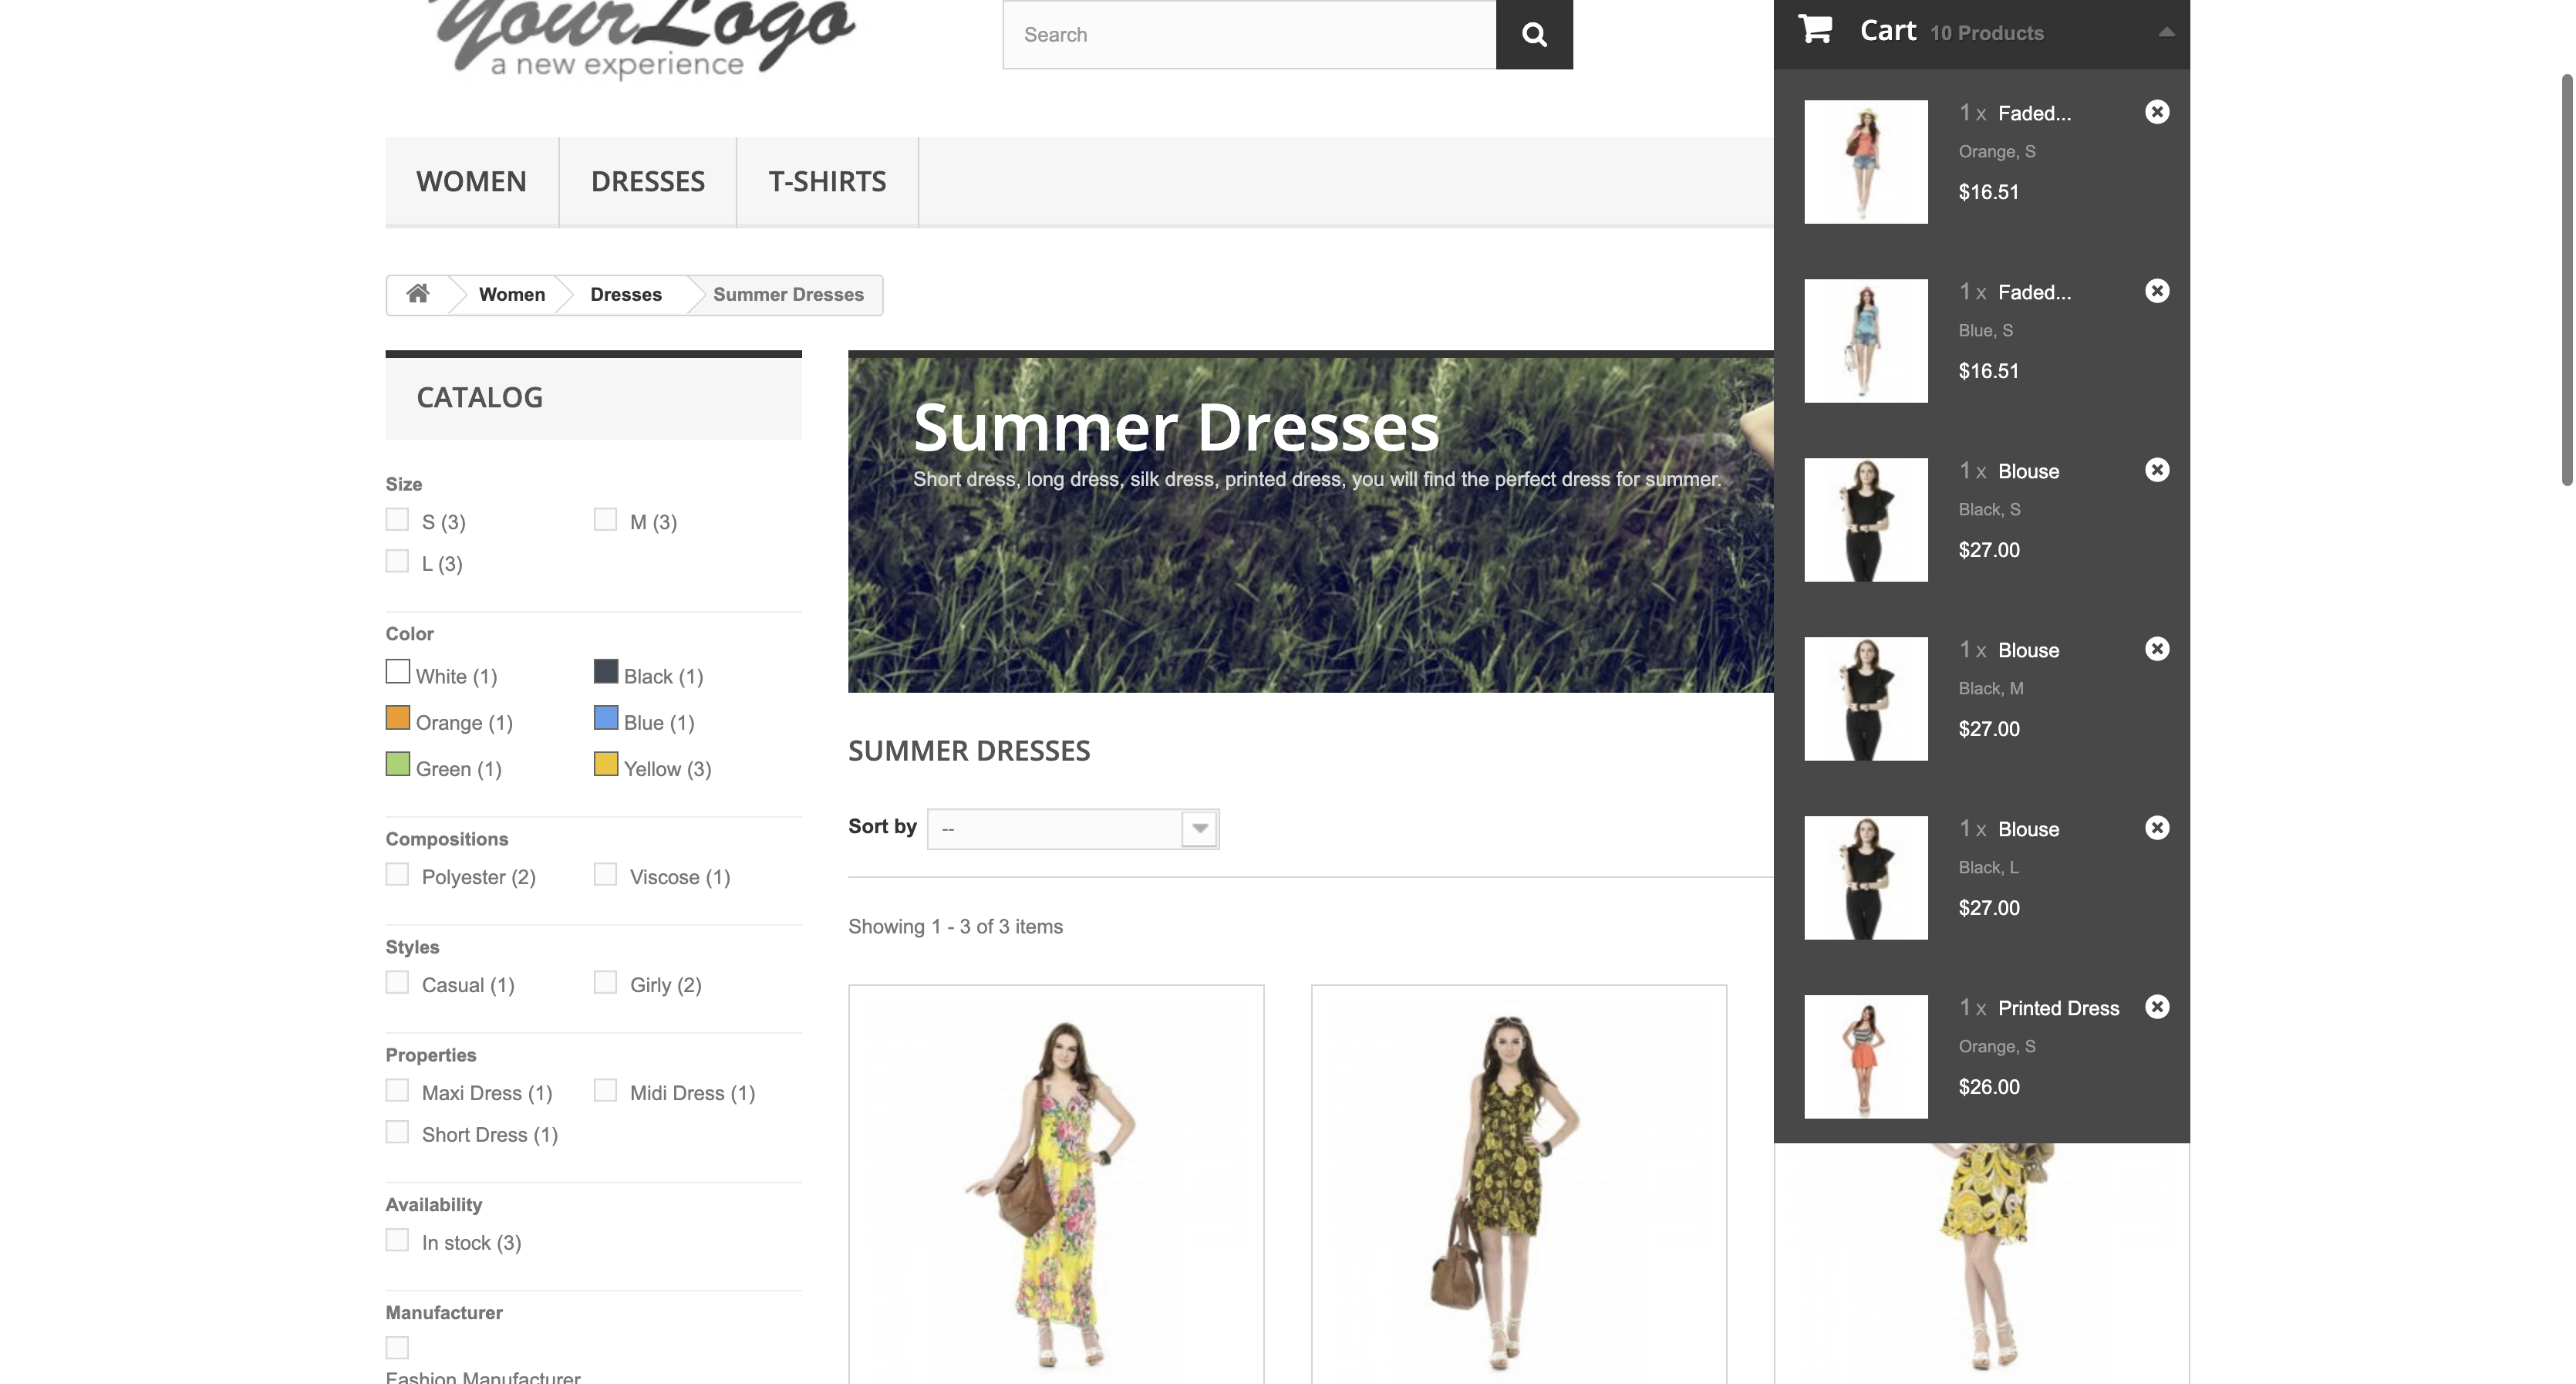 YourLogo
a new experience
Search
Cart 10 Products
WOMEN
DRESSES
T-SHIRTS
Women
Dresses
Summer Dresses
CATALOG
Size
S (3)
M (3)
L (3)
Color
White (1)
Black (1)
Orange (1)
Blue (1)
Green (1)
Yellow (3)
Compositions
Polyester (2)
Viscose (1)
Styles
Casual (1)
Girly (2)
Properties
Maxi Dress (1)
Midi Dress (1)
Short Dress (1)
Availability
In stock (3)
Manufacturer
Fashion Manufacturer
Summer Dresses
Short dress, long dress, silk dress, printed dress, you will find the perfect dress for summer.
SUMMER DRESSES
Sort by --
Showing 1 - 3 of 3 items
1 x Faded...
Orange, S
$16.51
1 x Faded...
Blue, S
$16.51
1 x Blouse
Black, S
$27.00
1 x Blouse
Black, M
$27.00
1 x Blouse
Black, L
$27.00
1 x Printed Dress
Orange, S
$26.00